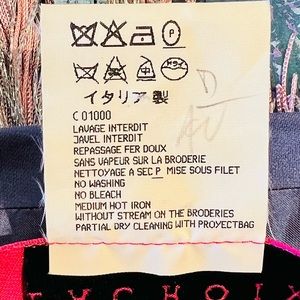 P
イタリア製
C 01000
LAVAGE INTERDIT
JAVEL INTERDIT
REPASSAGE FER DOUX
SANS VAPEUR SUR LA BRODERIE
NETTOYAGE A SEC P MISE SOUS FILET
NO WASHING
NO BLEACH
MEDIUM HOT IRON
WITHOUT STREAM ON THE BRODERIES
PARTIAL DRY CLEANING WITH PROYECTBAG